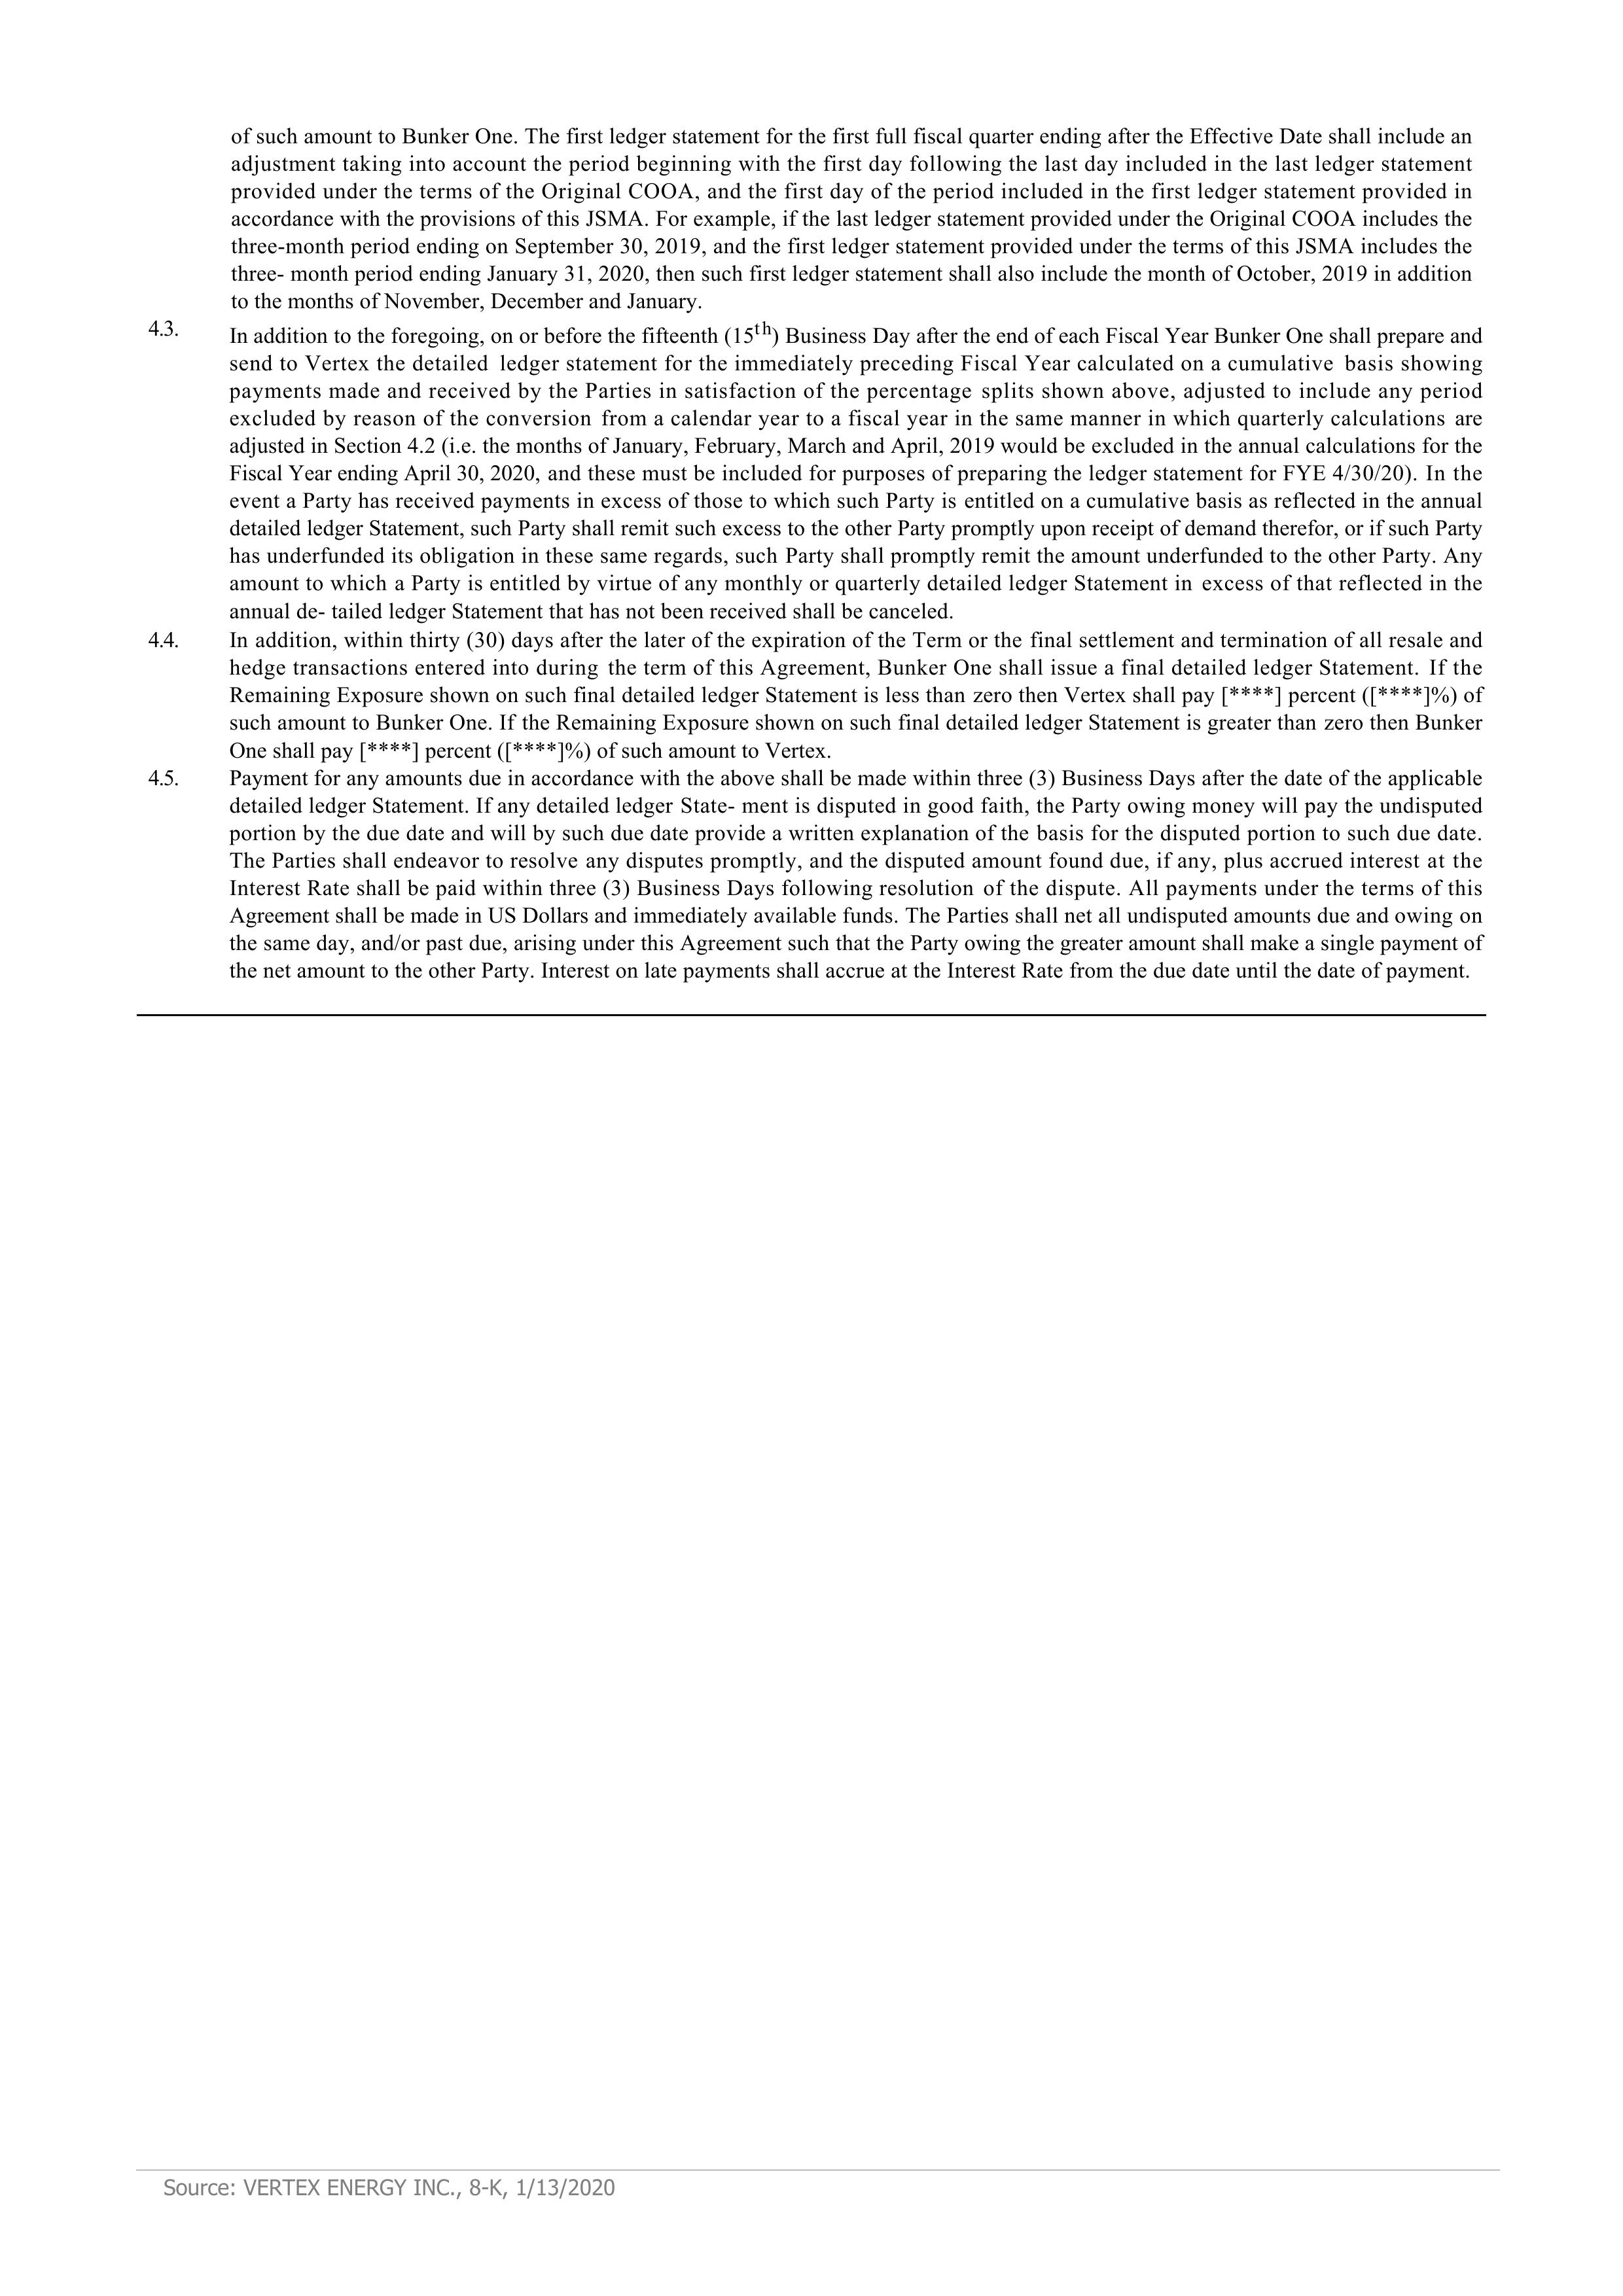 of such amount to Bunker One. The first ledger statement for the first full fiscal quarter ending after the Effective Date shall include an
adjustment taking into account the period beginning with the first day following the last day included in the last ledger statement
provided under the terms of the Original COOA, and the first day of the period included in the first ledger statement provided in
accordance with the provisions of this JSMA. For example, if the last ledger statement provided under the Original COOA includes the
three-month period ending on September 30, 2019, and the first ledger statement provided under the terms of this JSMA includes the
three- month period ending January 31, 2020, then such first ledger statement shall also include the month of October, 2019 in addition
to the months of November, December and January.
4.3. In addition to the foregoing, on or before the fifteenth (15th) Business Day after the end of each Fiscal Year Bunker One shall prepare and
send to Vertex the detailed ledger statement for the immediately preceding Fiscal Year calculated on a cumulative basis showing
payments made and received by the Parties in satisfaction of the percentage splits shown above, adjusted to include any period
excluded by reason of the conversion from a calendar year to a fiscal year in the same manner in which quarterly calculations are
adjusted in Section 4.2 (i.e. the months of January, February, March and April, 2019 would be excluded in the annual calculations for the
Fiscal Year ending April 30, 2020, and these must be included for purposes of preparing the ledger statement for FYE 4/30/20). In the
event a Party has received payments in excess of those to which such Party is entitled on a cumulative basis as reflected in the annual
detailed ledger Statement, such Party shall remit such excess to the other Party promptly upon receipt of demand therefor, or if such Party
has underfunded its obligation in these same regards, such Party shall promptly remit the amount underfunded to the other Party. Any
amount to which a Party is entitled by virtue of any monthly or quarterly detailed ledger Statement in excess of that reflected in the
annual de- tailed ledger Statement that has not been received shall be canceled.
4.4. In addition, within thirty (30) days after the later of the expiration of the Term or the final settlement and termination of all resale and
hedge transactions entered into during the term of this Agreement, Bunker One shall issue a final detailed ledger Statement. If the
Remaining Exposure shown on such final detailed ledger Statement is less than zero then Vertex shall pay [****] percent ([****]%) of
such amount to Bunker One. If the Remaining Exposure shown on such final detailed ledger Statement is greater than zero then Bunker
One shall pay [****] percent ([****]%) of such amount to Vertex.
4.5. Payment for any amounts due in accordance with the above shall be made within three (3) Business Days after the date of the applicable
detailed ledger Statement. If any detailed ledger State- ment is disputed in good faith, the Party owing money will pay the undisputed
portion by the due date and will by such due date provide a written explanation of the basis for the disputed portion to such due date.
The Parties shall endeavor to resolve any disputes promptly, and the disputed amount found due, if any, plus accrued interest at the
Interest Rate shall be paid within three (3) Business Days following resolution of the dispute. All payments under the terms of this
Agreement shall be made in US Dollars and immediately available funds. The Parties shall net all undisputed amounts due and owing on
the same day, and/or past due, arising under this Agreement such that the Party owing the greater amount shall make a single payment of
the net amount to the other Party. Interest on late payments shall accrue at the Interest Rate from the due date until the date of payment.
Source: VERTEX ENERGY INC., 8-K, 1/13/2020